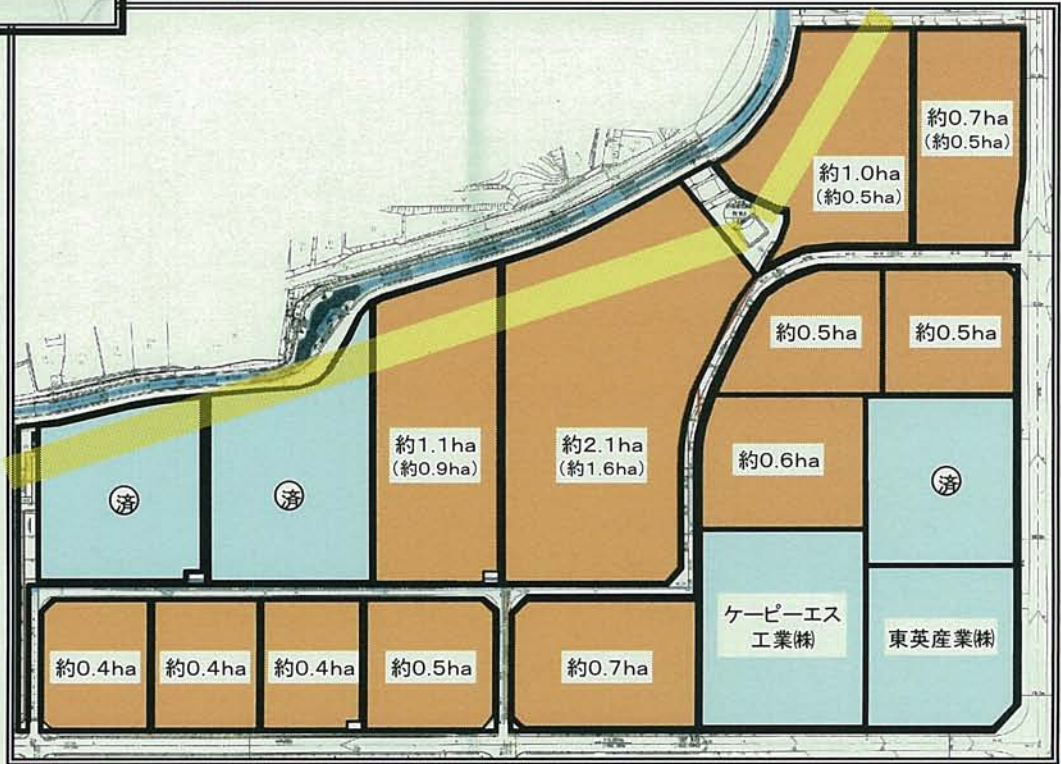 約0.7ha
(約0.5ha)
約1.0ha
(約0.5ha)
約0.5ha
約0.5ha
約1.1ha
(約0.9ha)
約2.1ha
(約1.6ha)
約0.6ha
済
済
済
ケーピーエス
工業㈱
東英産業㈱
約0.4ha
約0.4ha
約0.4ha
約0.5ha
約0.7ha